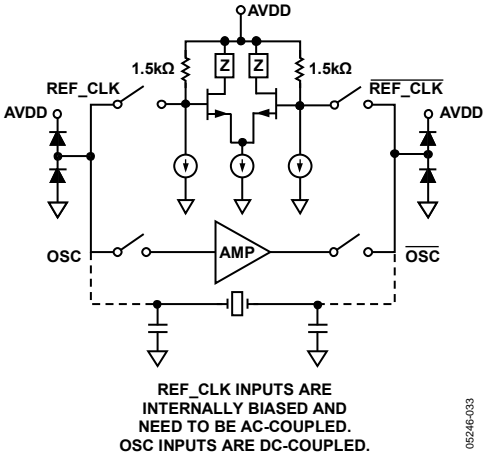 AVDD
1.5kΩ
Z
Z
1.5kΩ
REF_CLK
REF_CLK
AVDD
AVDD
OSC
AMP
OSC
REF_CLK INPUTS ARE
INTERNALLY BIASED AND
NEED TO BE AC-COUPLED.
OSC INPUTS ARE DC-COUPLED.
05246-033